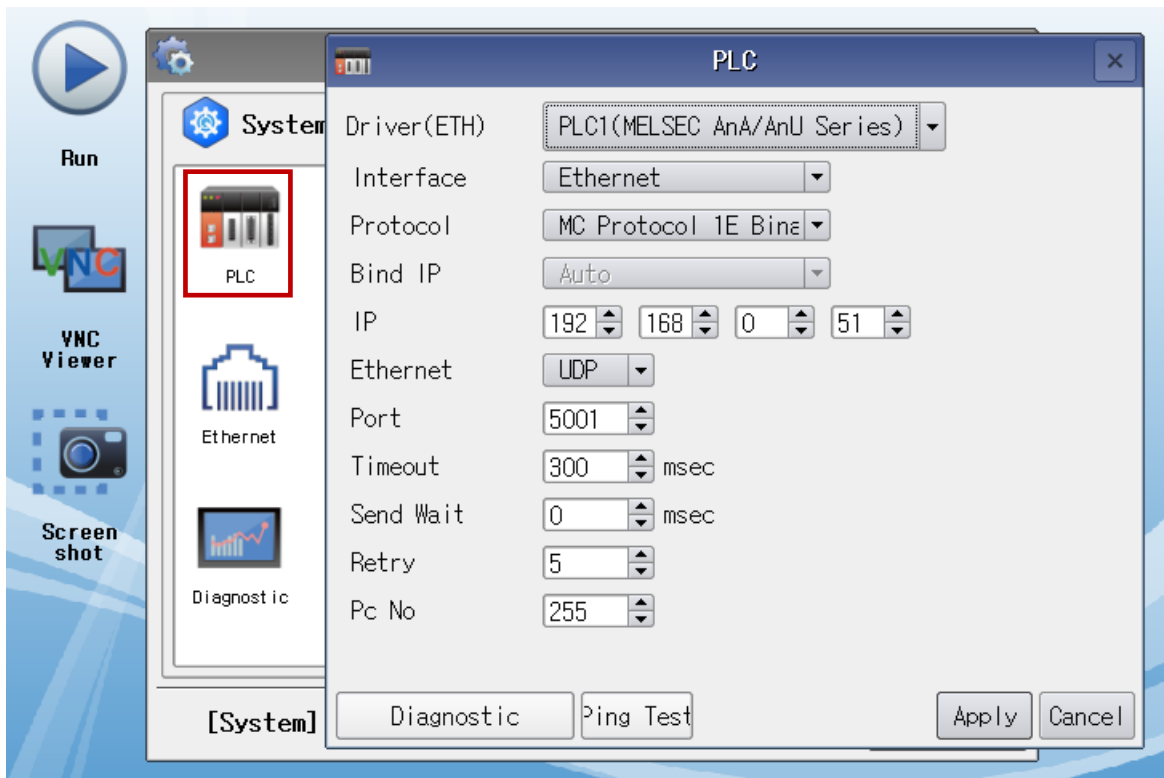 Run
VNC
Viewer
Screen
shot
System
PLC
Ethernet
Diagnostic
[System]
PLC
Driver(ETH) PLC1(MELSEC AnA/AnU Series)
Interface Ethernet
Protocol MC Protocol 1E Bina
Bind IP Auto
IP 192 168 0 51
Ethernet UDP
Port 5001
Timeout 300 msec
Send Wait 0 msec
Retry 5
Pc No 255
Diagnostic Ping Test Apply Cancel